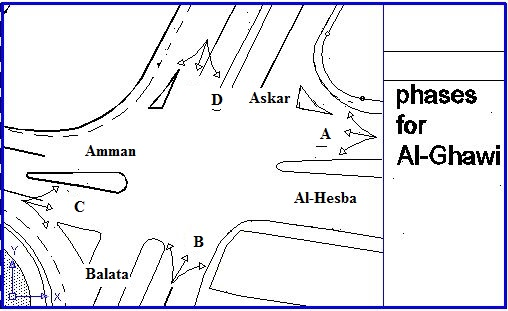 D
Askar
A
Amman
Al-Hesba
C
B
Balata
Y
X
phases
for
Al-Ghawi